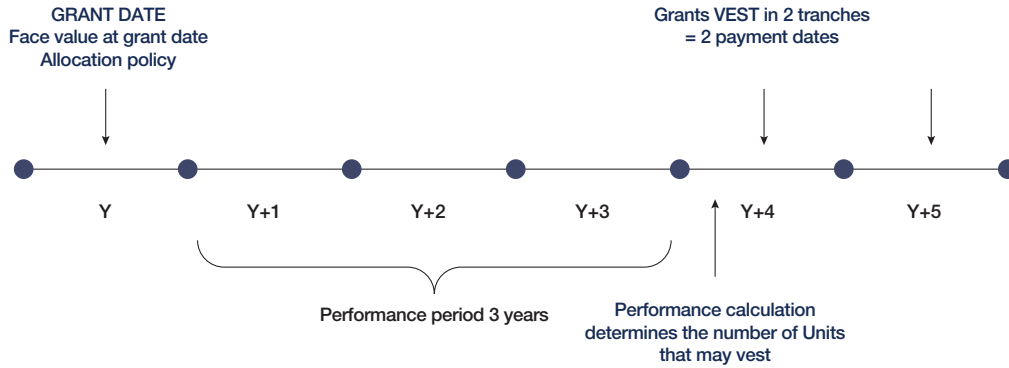 GRANT DATE
Face value at grant date
Allocation policy
Grants VEST in 2 tranches
= 2 payment dates
Y
Y+1
Y+2
Y+3
Y+4
Y+5
Performance period 3 years
Performance calculation
determines the number of Units
that may vest